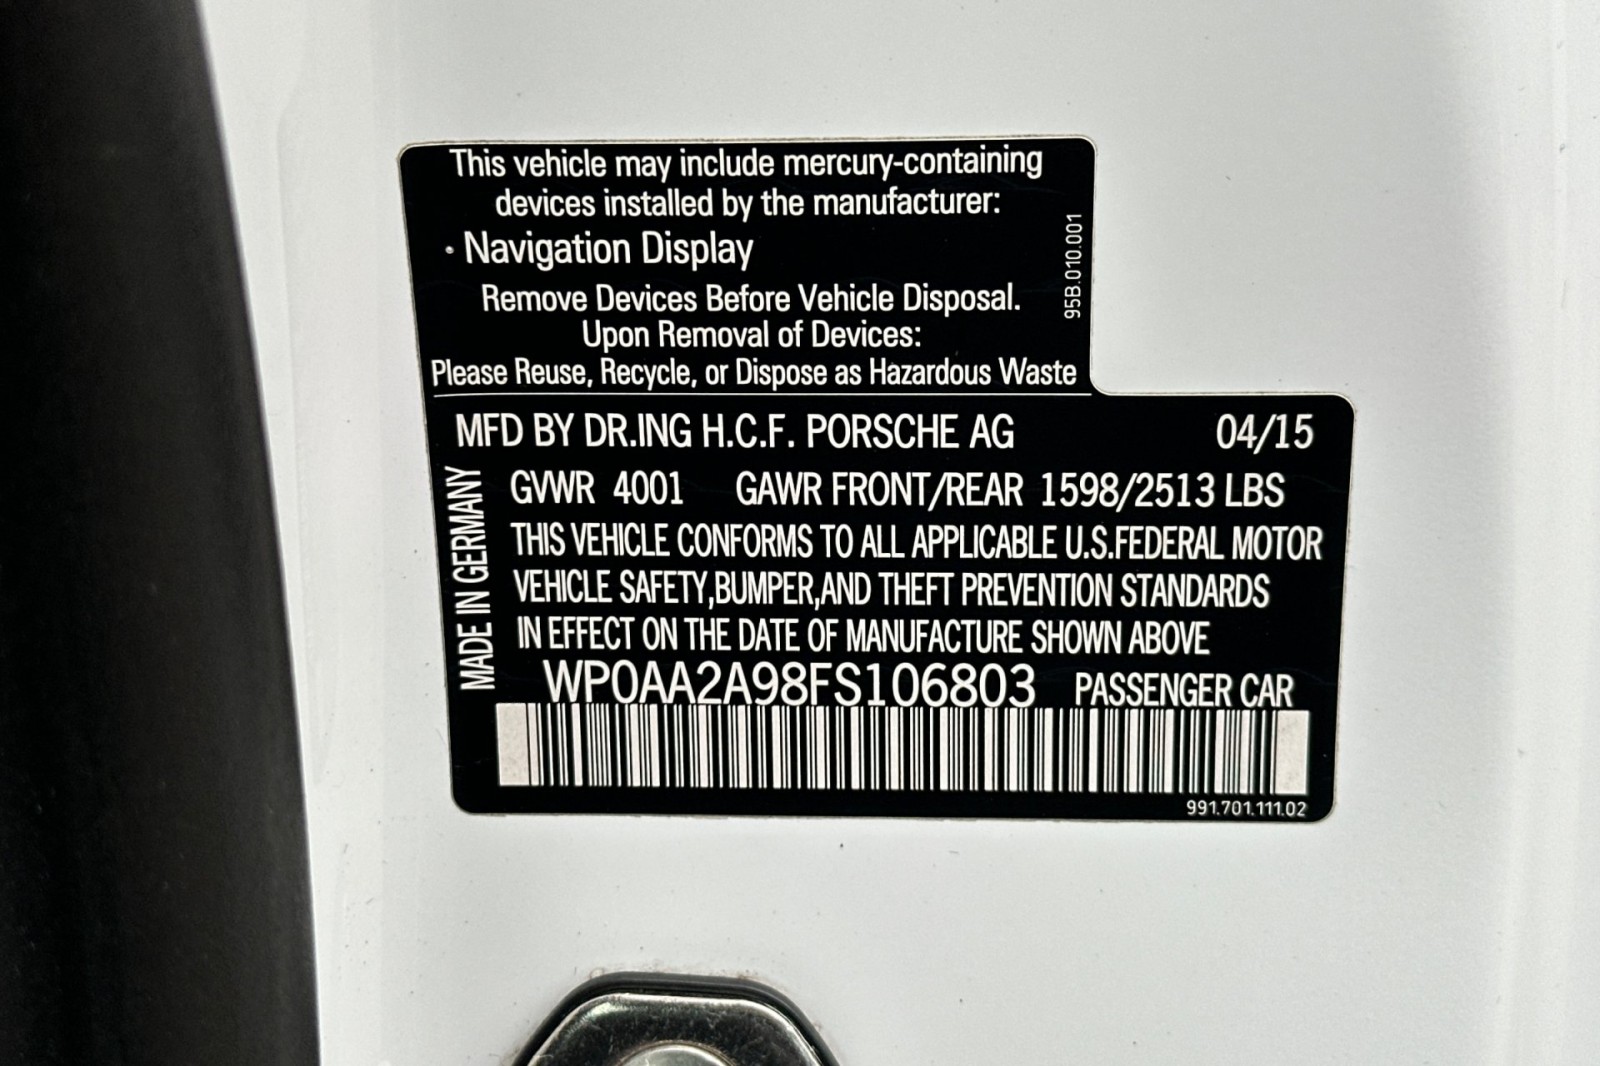 This vehicle may include mercury-containing
devices installed by the manufacturer:
· Navigation Display
Remove Devices Before Vehicle Disposal.
Upon Removal of Devices:
Please Reuse, Recycle, or Dispose as Hazardous Waste
95B.010.001
MFD BY DR.ING H.C.F. PORSCHE AG 04/15
GVWR 4001 GAWR FRONT/REAR 1598/2513 LBS
THIS VEHICLE CONFORMS TO ALL APPLICABLE U.S.FEDERAL MOTOR
VEHICLE SAFETY,BUMPER,AND THEFT PREVENTION STANDARDS
IN EFFECT ON THE DATE OF MANUFACTURE SHOWN ABOVE
MADE IN GERMANY
WP0AA2A98FS106803 PASSENGER CAR
991.701.111.02